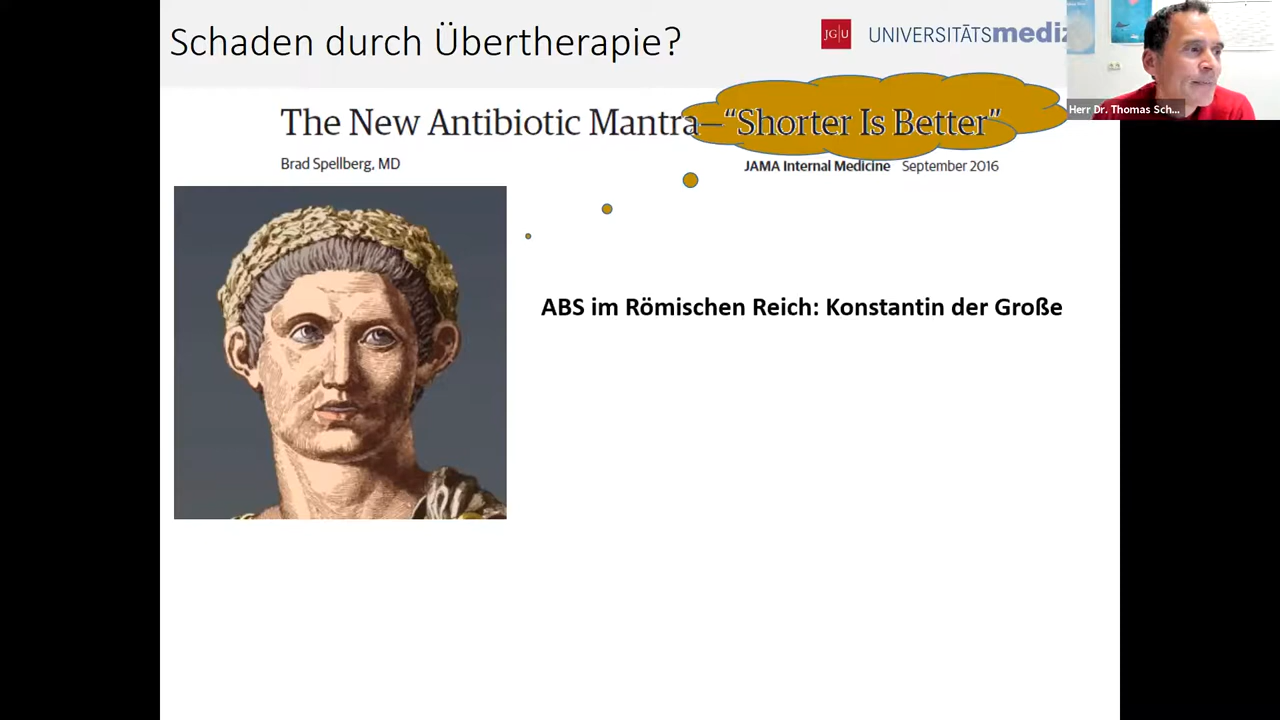 Schaden durch Übertherapie?
JG|U UNIVERSITÄTSmediz
Herr Dr. Thomas Sch...
The New Antibiotic Mantra—“Shorter Is Better”
Brad Spellberg, MD
JAMA Internal Medicine September 2016
ABS im Römischen Reich: Konstantin der Große